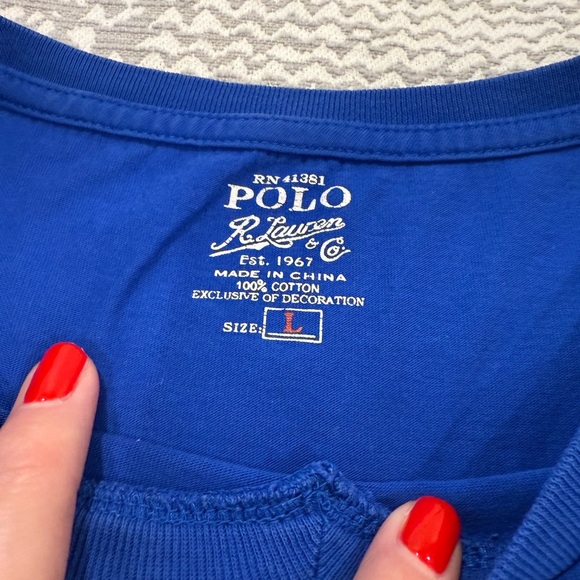 RN 41381
POLO
R. Lauren
& Co.
Est. 1967
MADE IN CHINA
100% COTTON
EXCLUSIVE OF DECORATION
SIZE: L